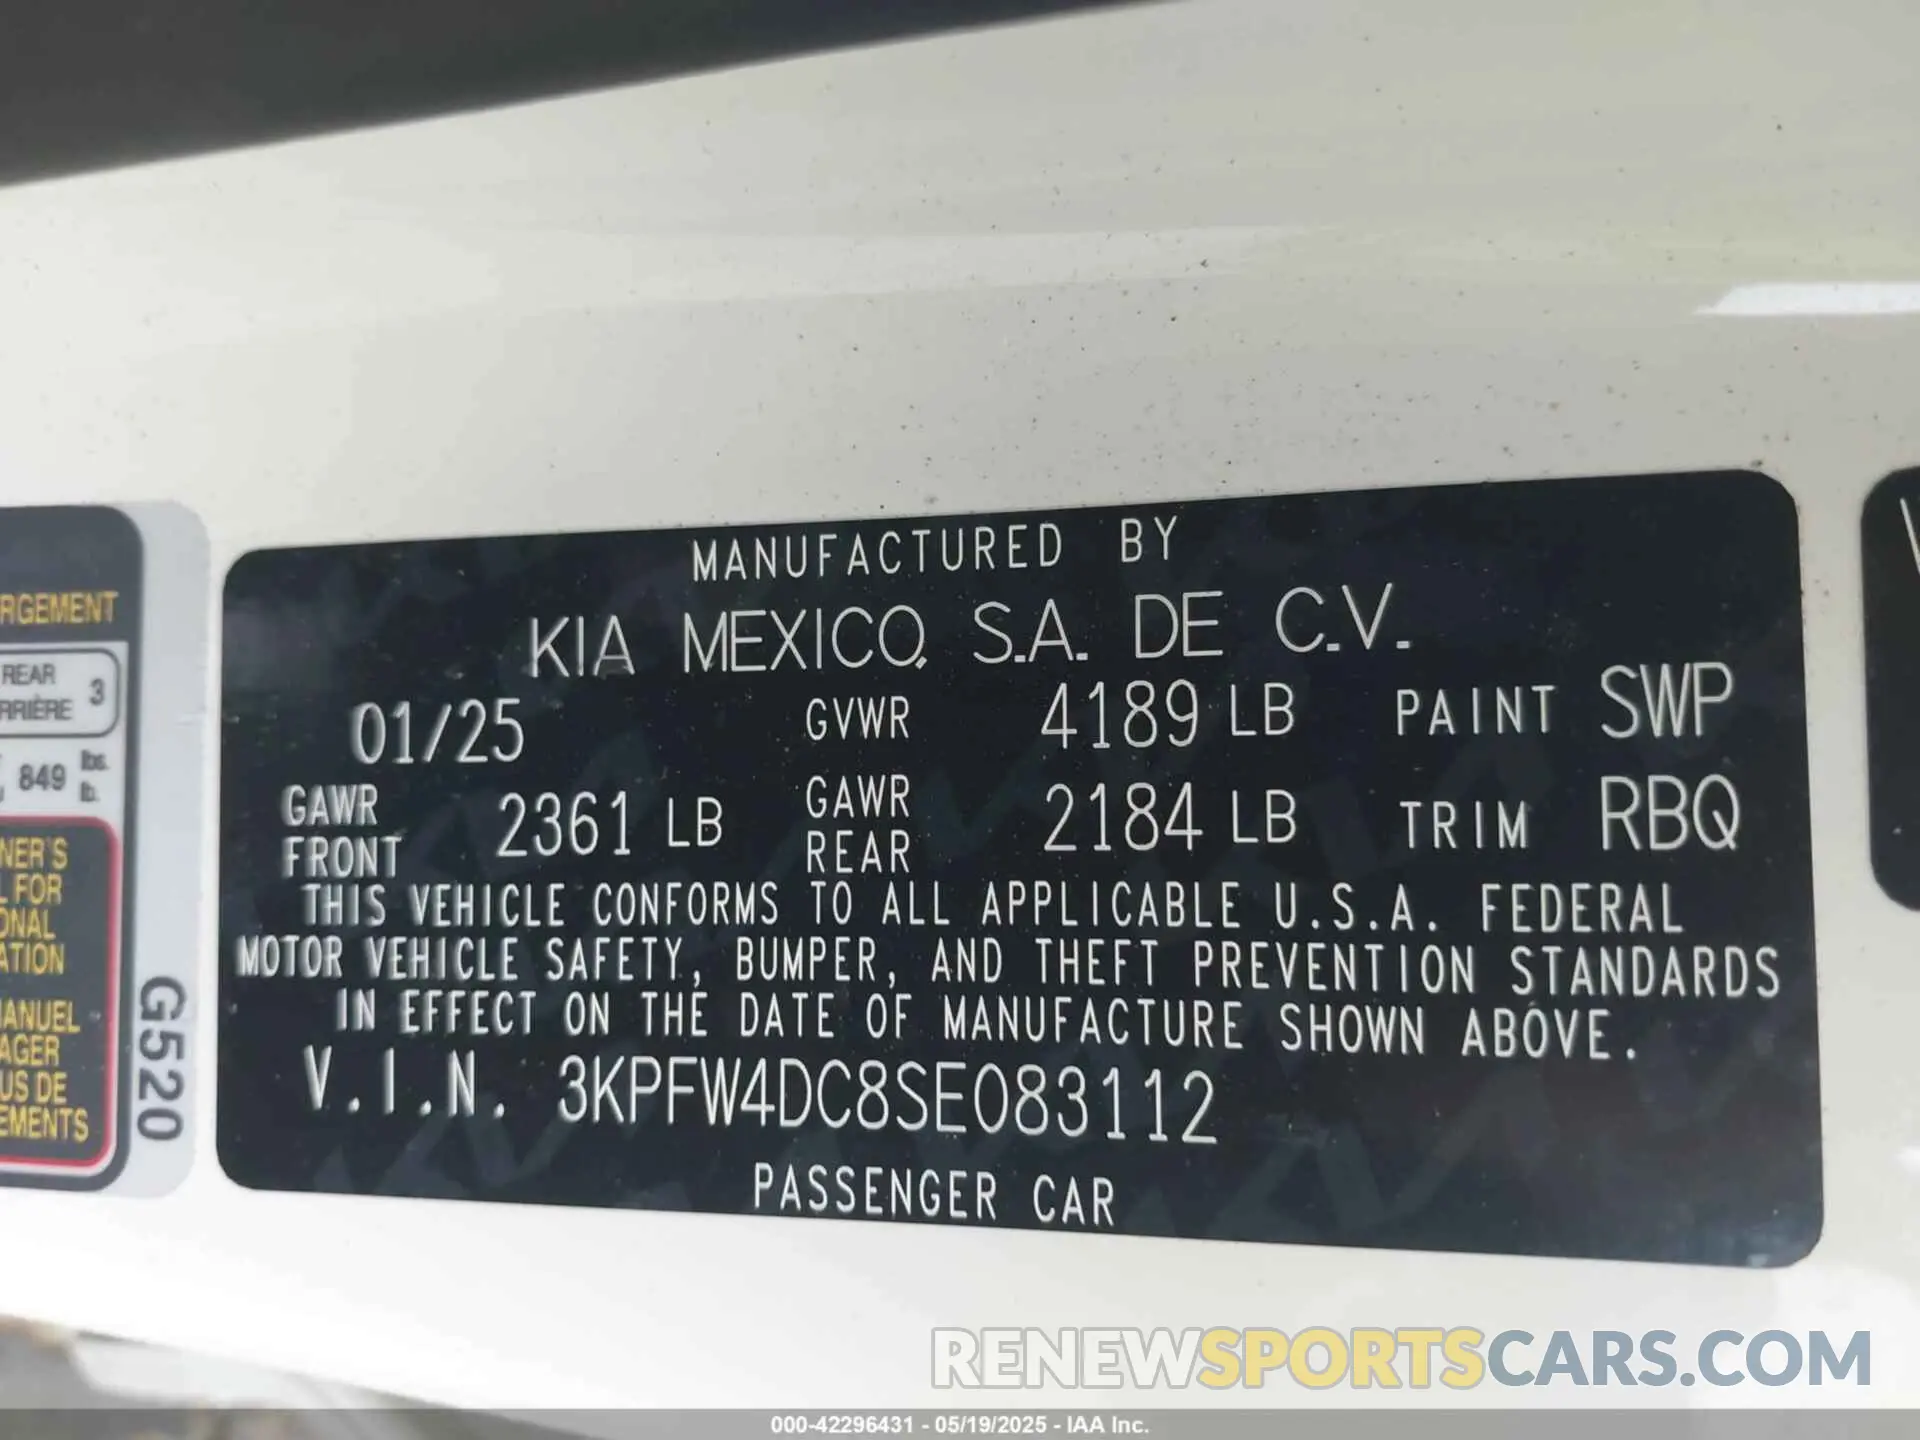 RGEMENT
REAR 3
RRIÈRE
849 lbs.
lb.
NER'S
L FOR
ONAL
ATION
MANUEL
AGER
US DE
EMENTS
G520
MANUFACTURED BY
KIA MEXICO, S.A. DE C.V.
01/25 GVWR 4189 LB PAINT SWP
GAWR FRONT 2361 LB GAWR REAR 2184 LB TRIM RBQ
THIS VEHICLE CONFORMS TO ALL APPLICABLE U.S.A. FEDERAL
MOTOR VEHICLE SAFETY, BUMPER, AND THEFT PREVENTION STANDARDS
IN EFFECT ON THE DATE OF MANUFACTURE SHOWN ABOVE.
V.I.N. 3KPFW4DC8SE083112
PASSENGER CAR
RENEWSPORTSCARS.COM
000-42296431 - 05/19/2025 - IAA Inc.